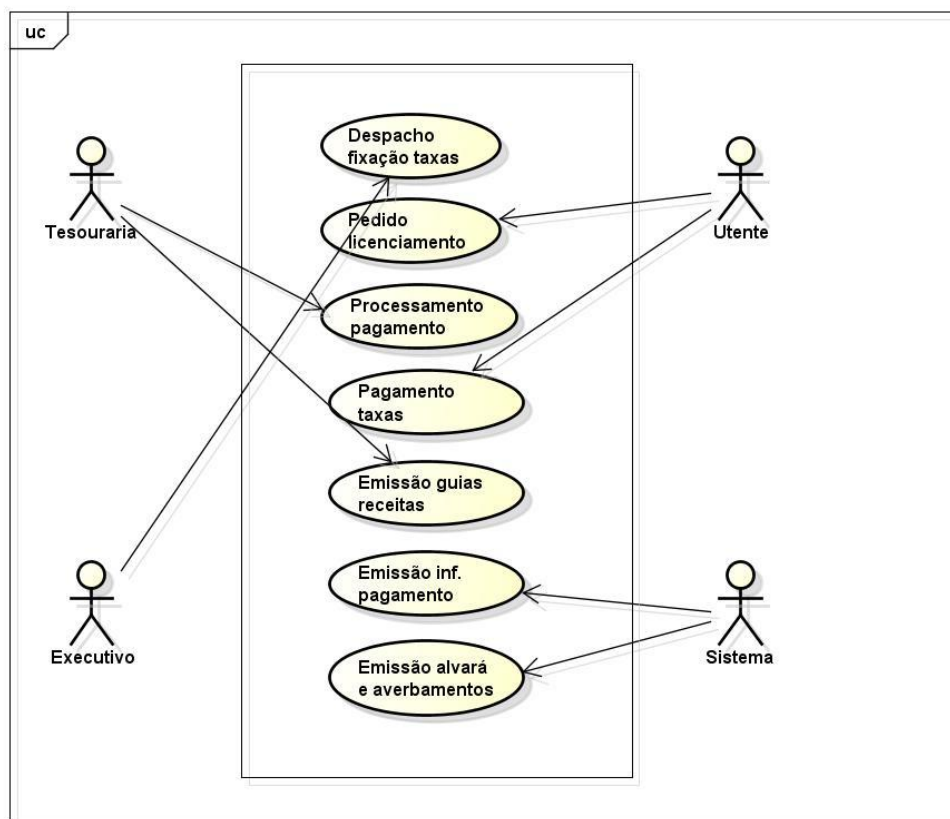 uc
Despacho
fixação taxas
Tesouraria
Utente
Pedido
licenciamento
Processamento
pagamento
Pagamento
taxas
Emissão guias
receitas
Emissão inf.
pagamento
Executivo
Sistema
Emissão alvará
e averbamentos